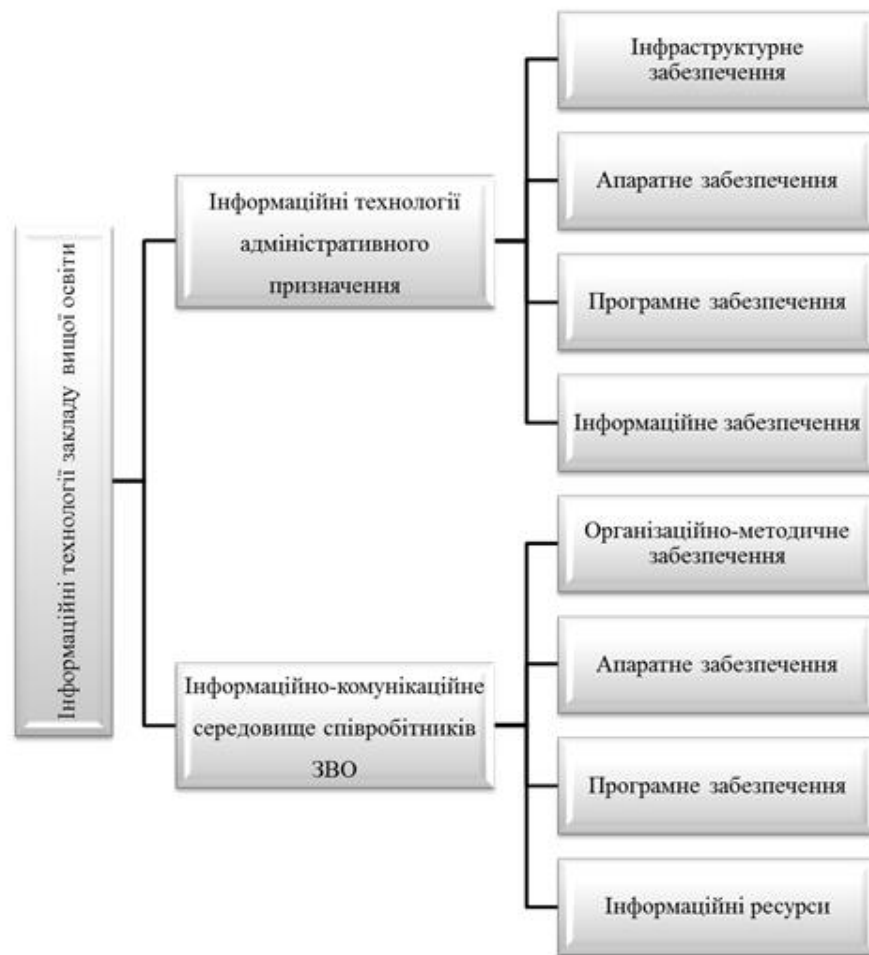 Інформаційні технології закладу вищої освіти
Інформаційні технології
адміністративного
призначення
Інфраструктурне
забезпечення
Апаратне забезпечення
Програмне забезпечення
Інформаційне забезпечення
Інформаційно-комунікаційне
середовище співробітників
ЗВО
Організаційно-методичне
забезпечення
Апаратне забезпечення
Програмне забезпечення
Інформаційні ресурси